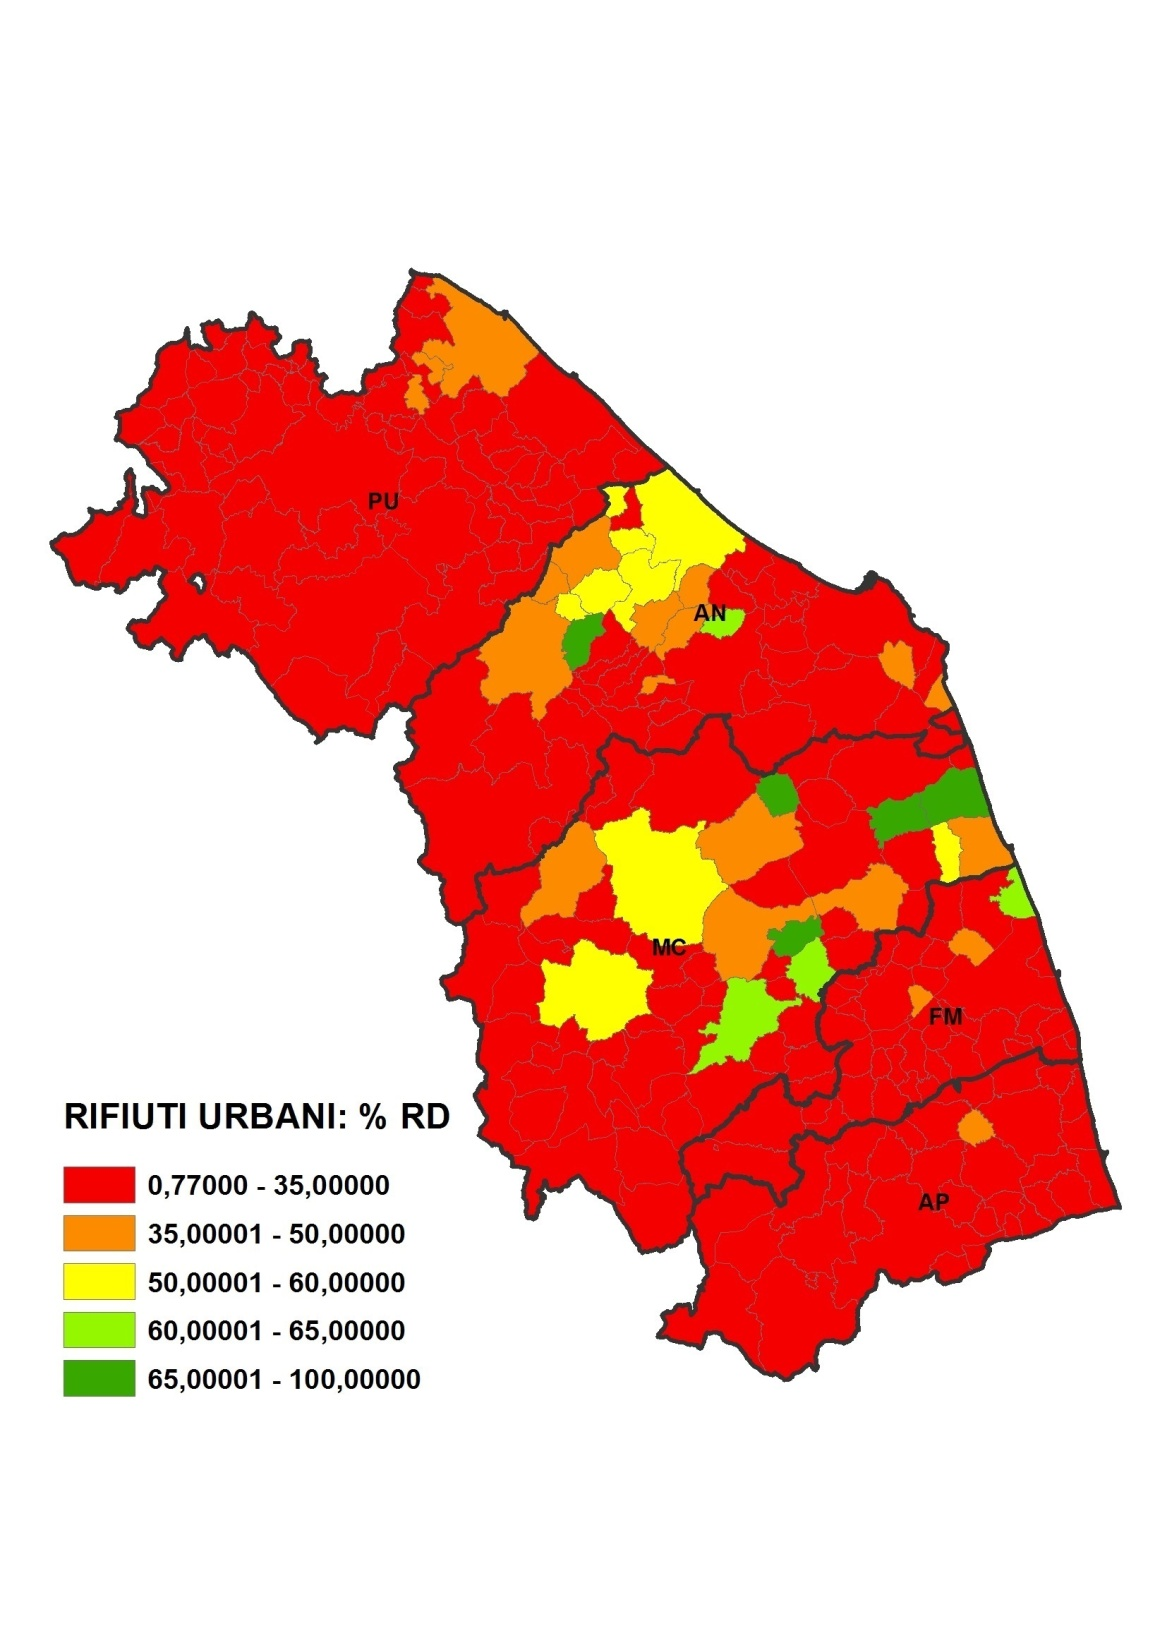 PU
AN
MC
FM
AP
RIFIUTI URBANI: % RD
0,77000 - 35,00000
35,00001 - 50,00000
50,00001 - 60,00000
60,00001 - 65,00000
65,00001 - 100,00000